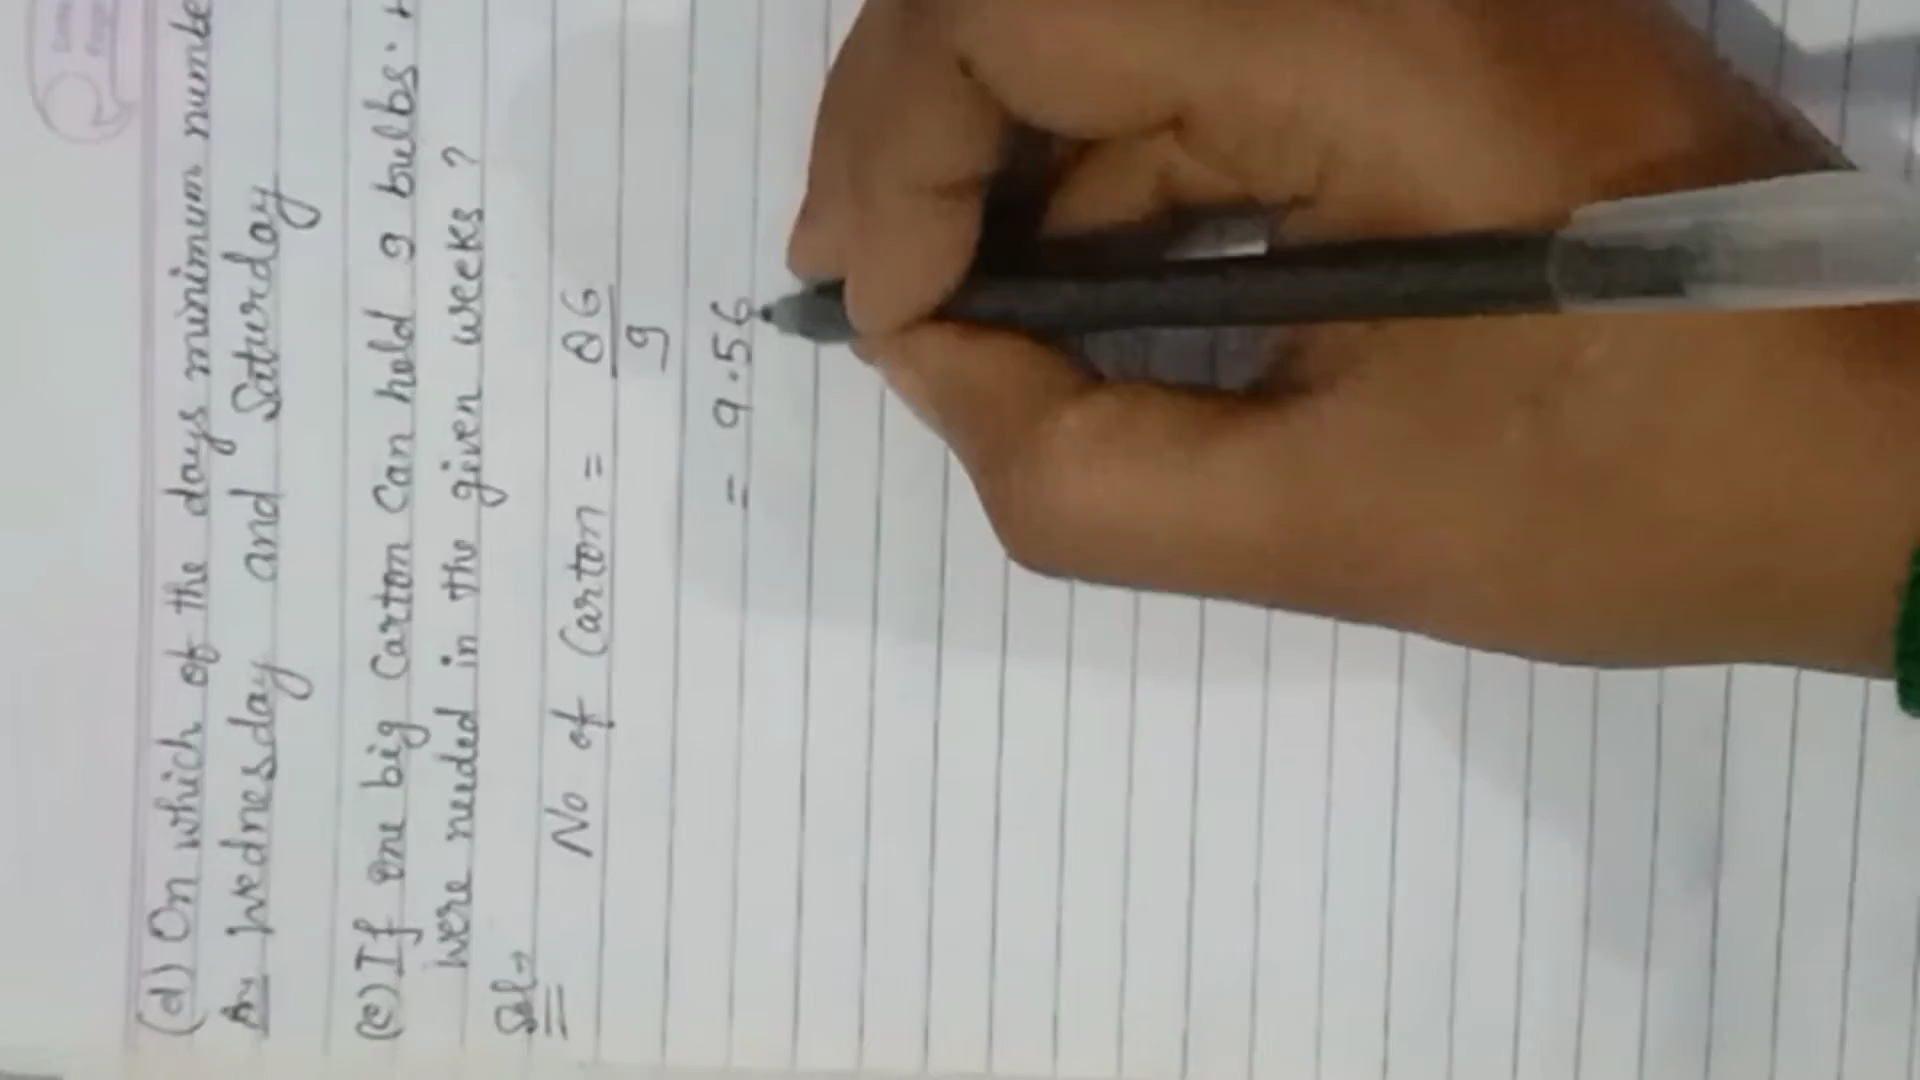 (d) On which of the days minimum numbe
Ans Wednesday and Saturday
(e) If one big Carton Can hold 9 bulbs.
were needed in the given weeks ?
Sol→
No of Carton = 86
9
= 9.56